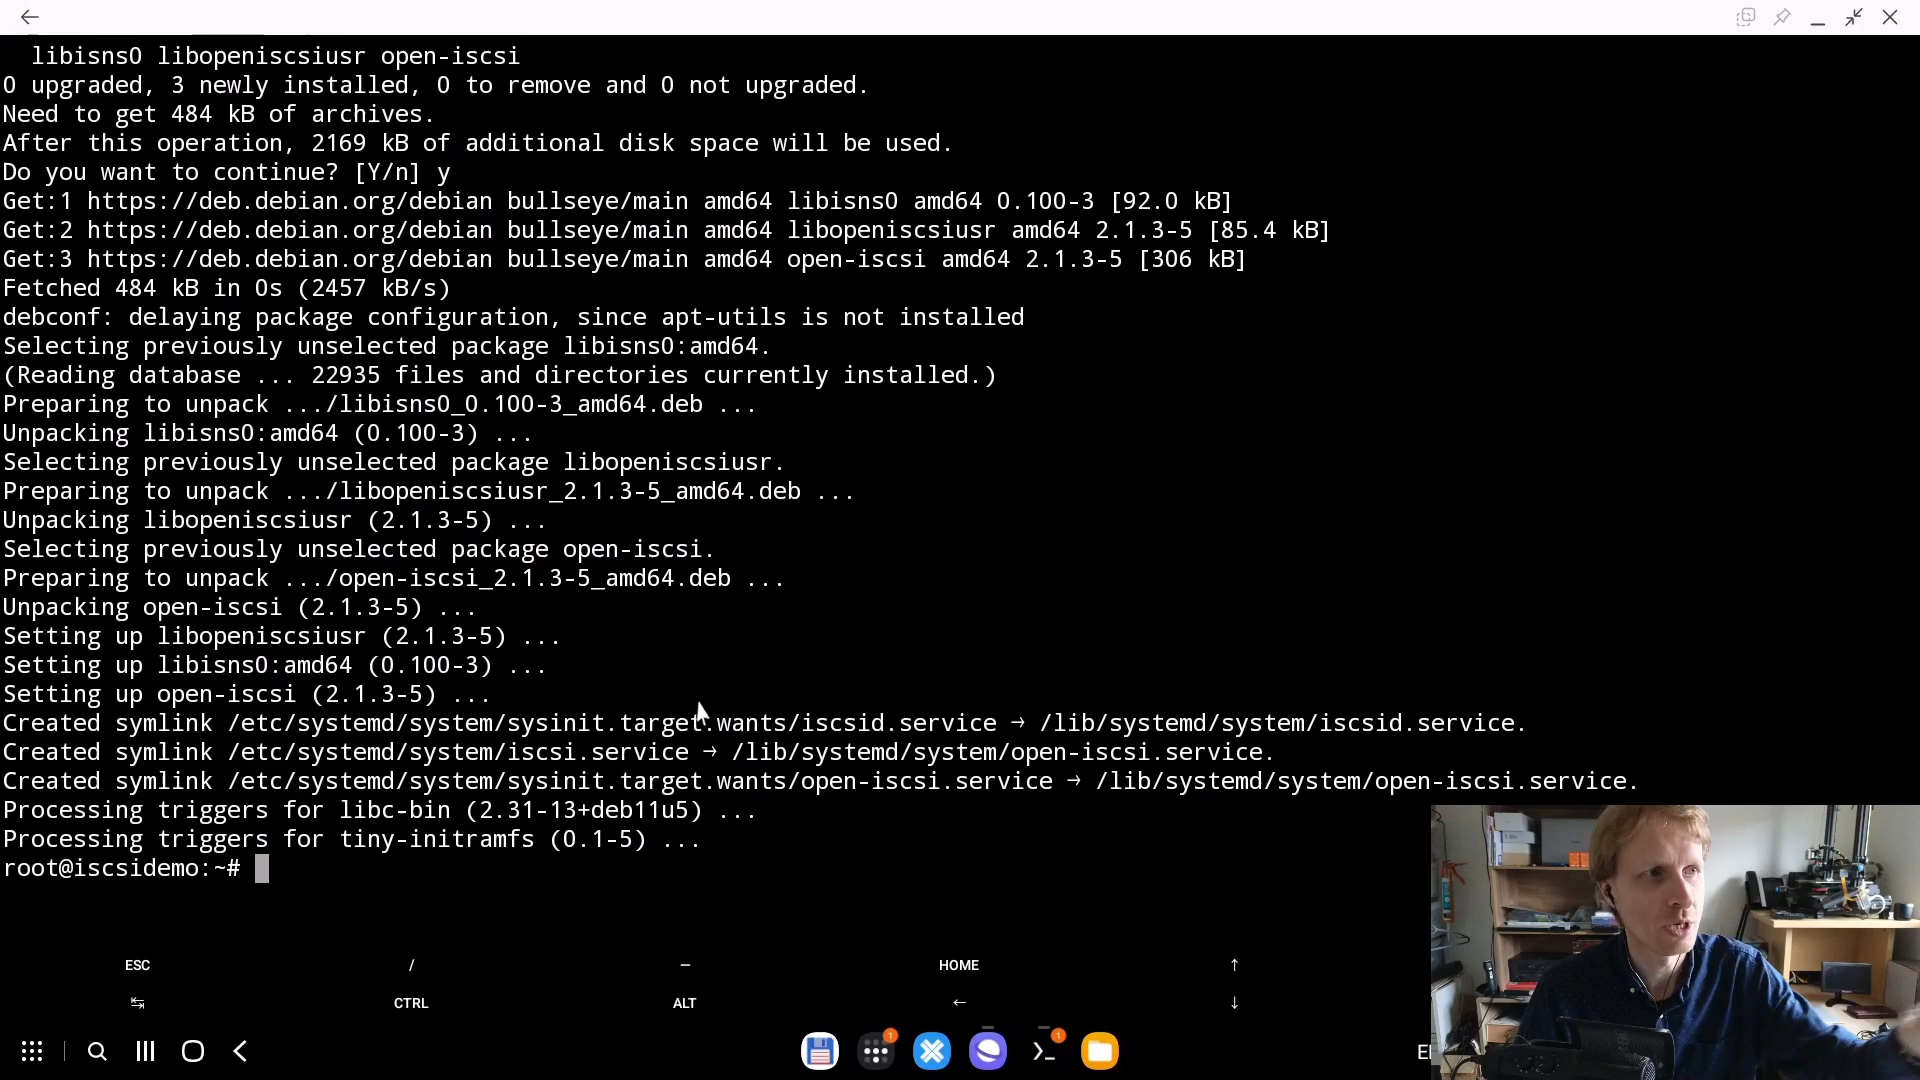 libisns0 libopeniscsiusr open-iscsi
0 upgraded, 3 newly installed, 0 to remove and 0 not upgraded.
Need to get 484 kB of archives.
After this operation, 2169 kB of additional disk space will be used.
Do you want to continue? [Y/n] y
Get:1 https://deb.debian.org/debian bullseye/main amd64 libisns0 amd64 0.100-3 [92.0 kB]
Get:2 https://deb.debian.org/debian bullseye/main amd64 libopeniscsiusr amd64 2.1.3-5 [85.4 kB]
Get:3 https://deb.debian.org/debian bullseye/main amd64 open-iscsi amd64 2.1.3-5 [306 kB]
Fetched 484 kB in 0s (2457 kB/s)
debconf: delaying package configuration, since apt-utils is not installed
Selecting previously unselected package libisns0:amd64.
(Reading database ... 22935 files and directories currently installed.)
Preparing to unpack .../libisns0_0.100-3_amd64.deb ...
Unpacking libisns0:amd64 (0.100-3) ...
Selecting previously unselected package libopeniscsiusr.
Preparing to unpack .../libopeniscsiusr_2.1.3-5_amd64.deb ...
Unpacking libopeniscsiusr (2.1.3-5) ...
Selecting previously unselected package open-iscsi.
Preparing to unpack .../open-iscsi_2.1.3-5_amd64.deb ...
Unpacking open-iscsi (2.1.3-5) ...
Setting up libopeniscsiusr (2.1.3-5) ...
Setting up libisns0:amd64 (0.100-3) ...
Setting up open-iscsi (2.1.3-5) ...
Created symlink /etc/systemd/system/sysinit.target.wants/iscsid.service → /lib/systemd/system/iscsid.service.
Created symlink /etc/systemd/system/iscsi.service → /lib/systemd/system/open-iscsi.service.
Created symlink /etc/systemd/system/sysinit.target.wants/open-iscsi.service → /lib/systemd/system/open-iscsi.service.
Processing triggers for libc-bin (2.31-13+deb11u5) ...
Processing triggers for tiny-initramfs (0.1-5) ...
root@iscsidemo:~#
ESC / – HOME ↑
↹ CTRL ALT ← ↓
1 1